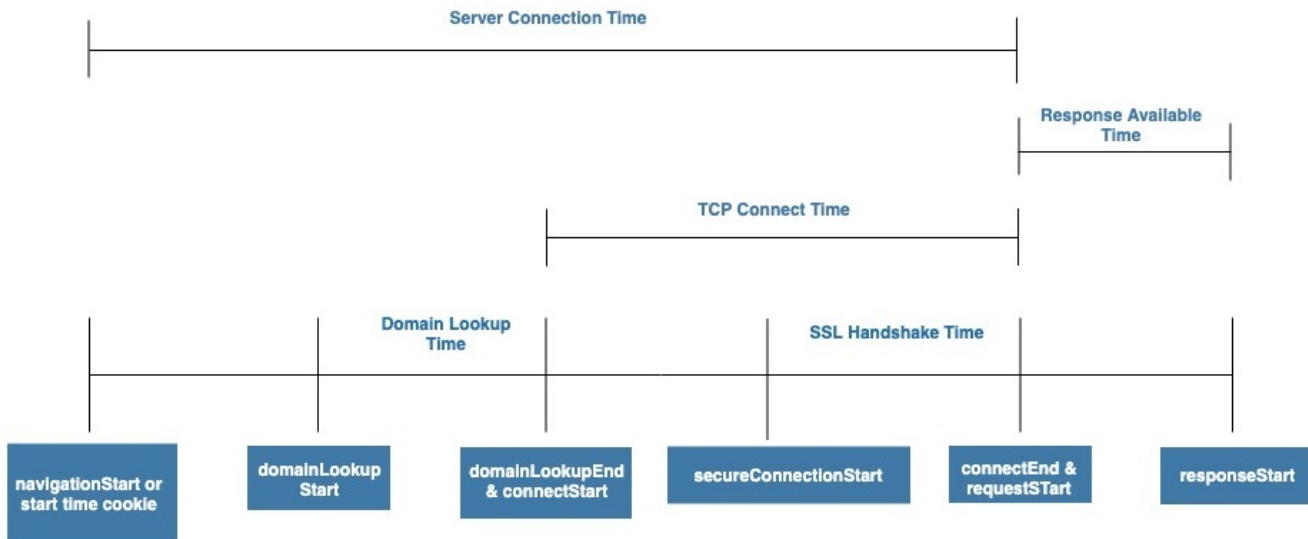 Server Connection Time
Response Available
Time
TCP Connect Time
Domain Lookup
Time
SSL Handshake Time
navigationStart or
start time cookie
domainLookup
Start
domainLookupEnd
& connectStart
secureConnectionStart
connectEnd &
requestSTart
responseStart